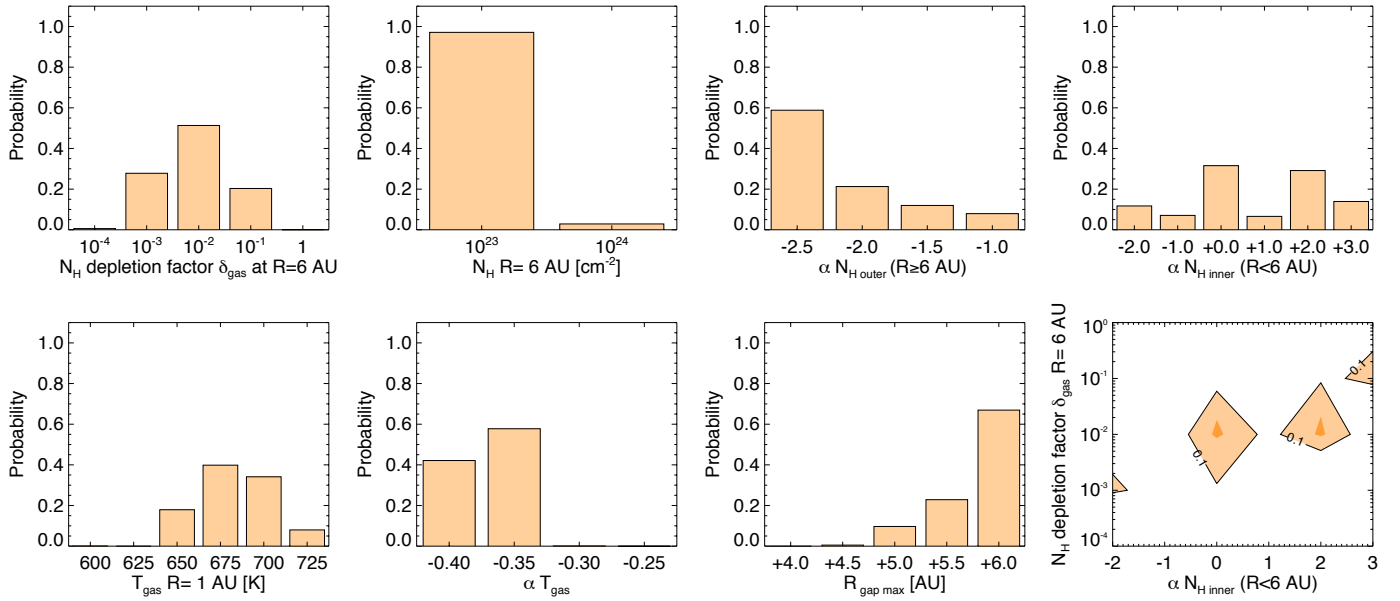 Probability
1.0
0.8
0.6
0.4
0.2
0.0
10⁻⁴ 10⁻³ 10⁻² 10⁻¹ 1
N_H depletion factor δ_gas at R=6 AU
Probability
1.0
0.8
0.6
0.4
0.2
0.0
10²³ 10²⁴
N_H R= 6 AU [cm⁻²]
Probability
1.0
0.8
0.6
0.4
0.2
0.0
-2.5 -2.0 -1.5 -1.0
α N_H outer (R≥6 AU)
Probability
1.0
0.8
0.6
0.4
0.2
0.0
-2.0 -1.0 +0.0 +1.0 +2.0 +3.0
α N_H inner (R<6 AU)
Probability
1.0
0.8
0.6
0.4
0.2
0.0
600 625 650 675 700 725
T_gas R= 1 AU [K]
Probability
1.0
0.8
0.6
0.4
0.2
0.0
-0.40 -0.35 -0.30 -0.25
α T_gas
Probability
1.0
0.8
0.6
0.4
0.2
0.0
+4.0 +4.5 +5.0 +5.5 +6.0
R_gap max [AU]
N_H depletion factor δ_gas R= 6 AU
10⁰
10⁻¹
10⁻²
10⁻³
10⁻⁴
0.1
0.1
0.1
-2 -1 0 1 2 3
α N_H inner (R<6 AU)